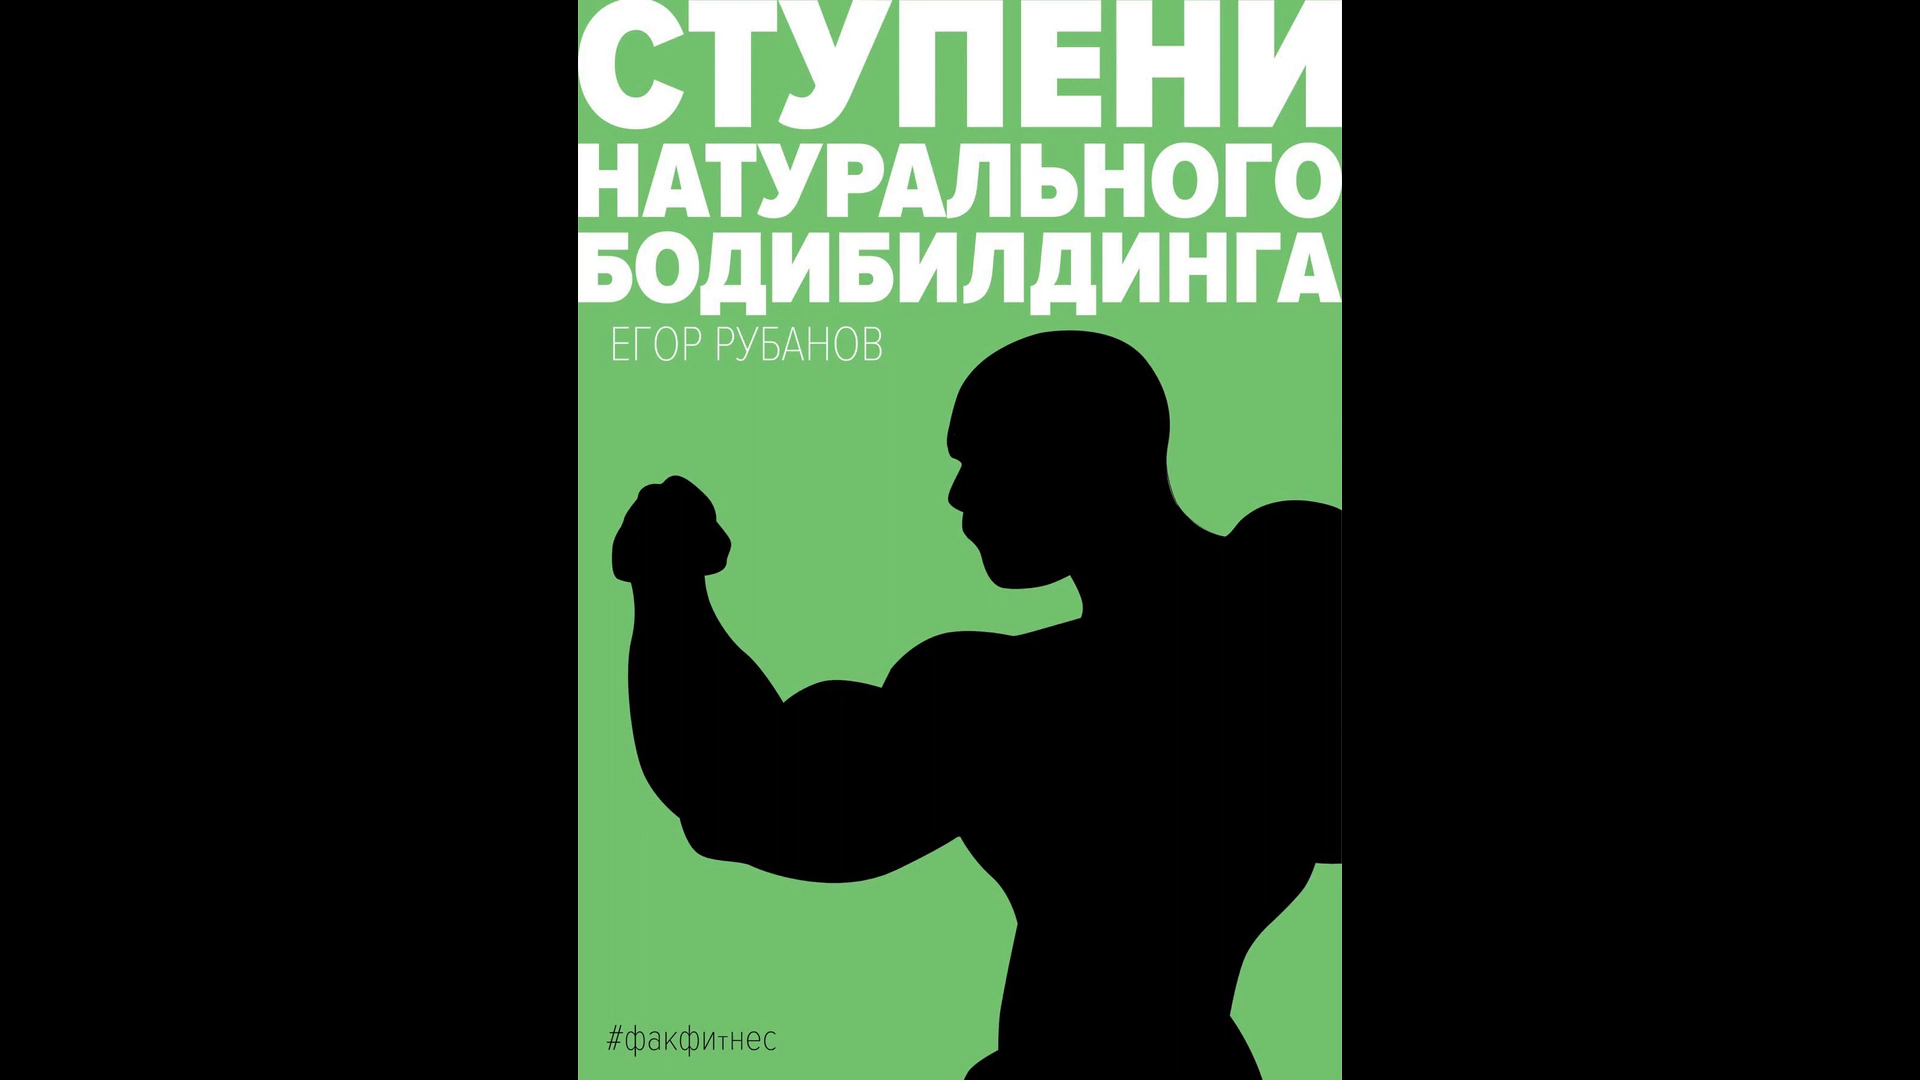 СТУПЕНИ
НАТУРАЛЬНОГО
БОДИБИЛДИНГА
ЕГОР РУБАНОВ
#факфитнес